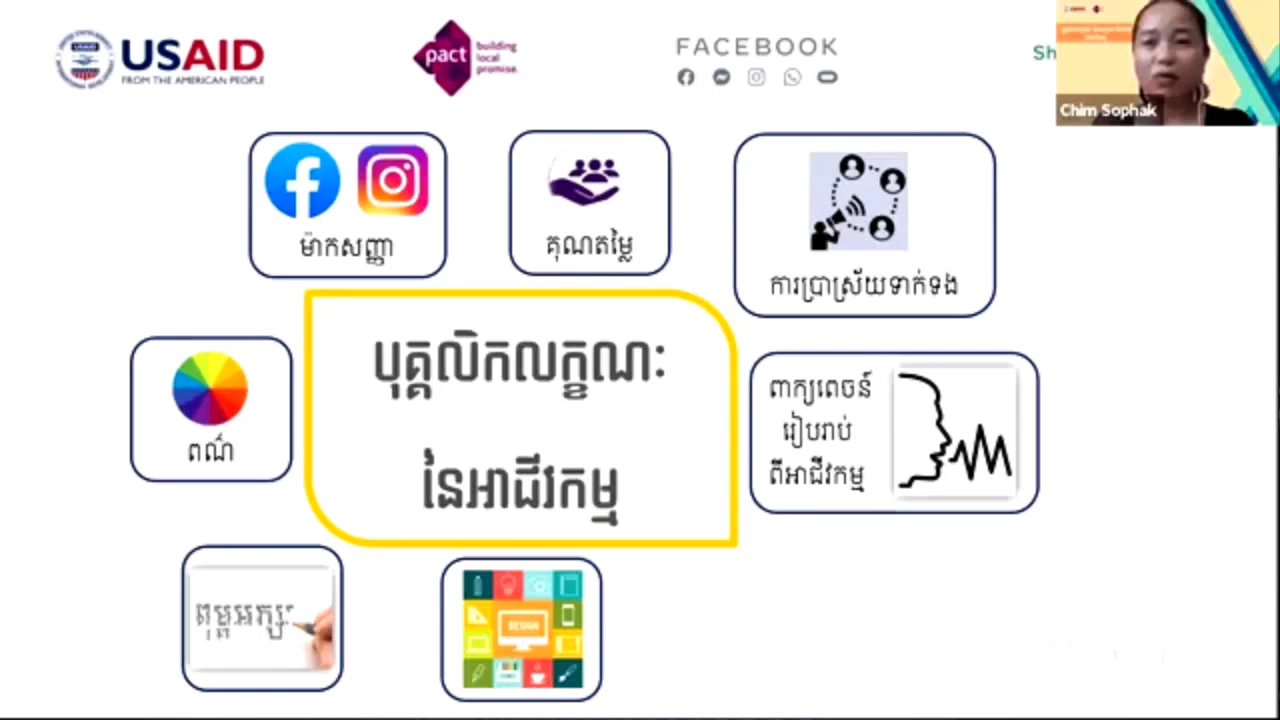 USAID
FROM THE AMERICAN PEOPLE
pact
building
local
promise.
FACEBOOK
Sh
Chim Sophak
ម៉ាកសញ្ញា
គុណតម្លៃ
ការប្រាស្រ័យទាក់ទង
បុគ្គលិកលក្ខណៈ
នៃអាជីវកម្ម
ពណ៌
ពាក្យពេចន៍
រៀបរាប់
ពីអាជីវកម្ម
ពុម្ពអក្សរ
DESIGN